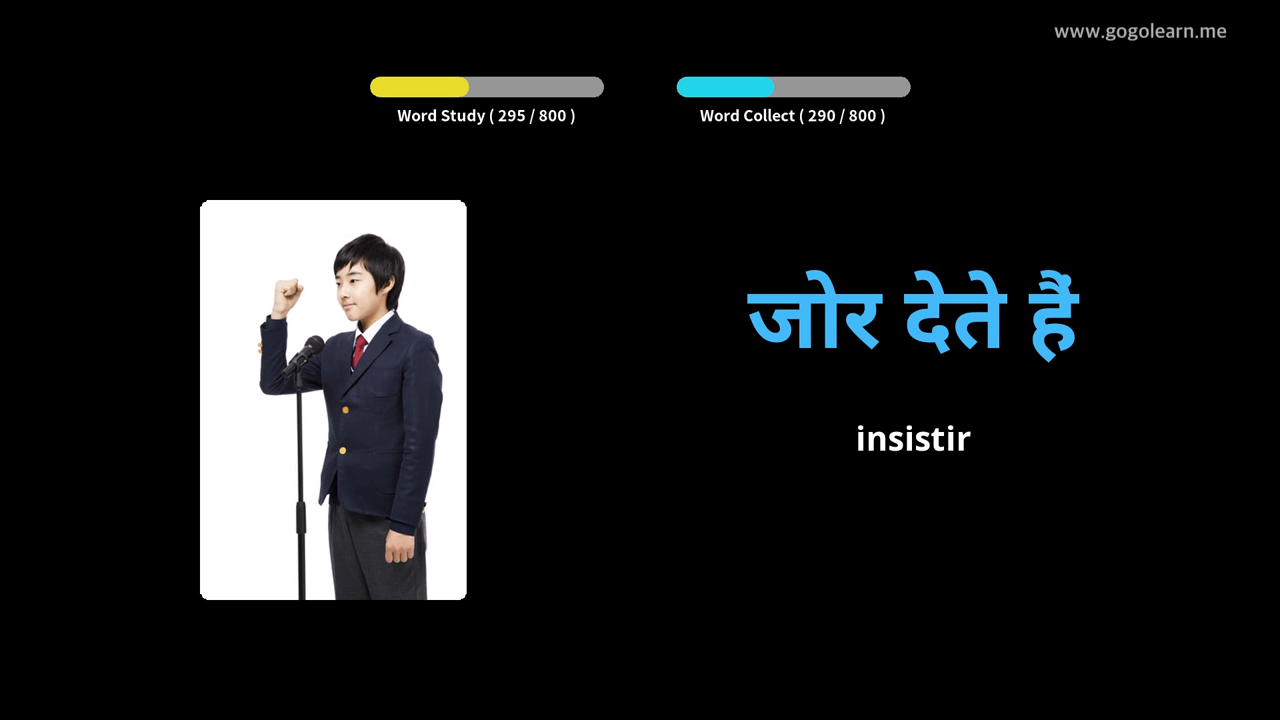 www.gogolearn.me
Word Study ( 295 / 800 )
Word Collect ( 290 / 800 )
जोर देते हैं
insistir